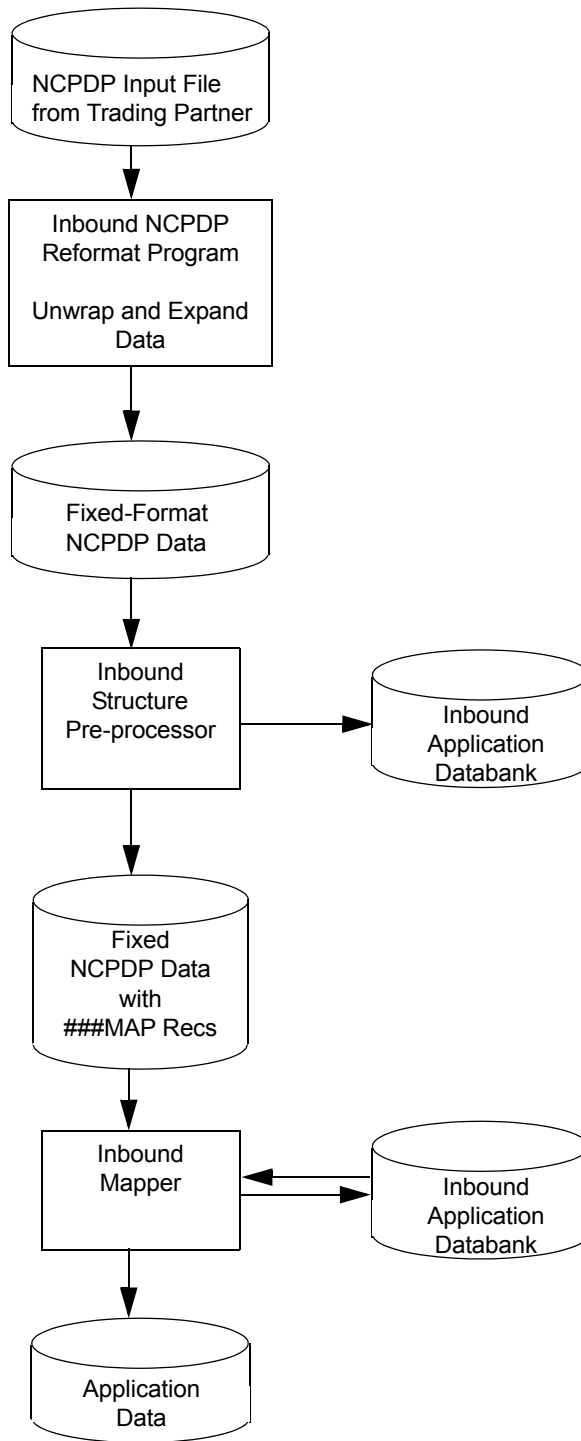 NCPDP Input File
from Trading Partner
Inbound NCPDP
Reformat Program
Unwrap and Expand
Data
Fixed-Format
NCPDP Data
Inbound
Structure
Pre-processor
Inbound
Application
Databank
Fixed
NCPDP Data
with
###MAP Recs
Inbound
Mapper
Inbound
Application
Databank
Application
Data